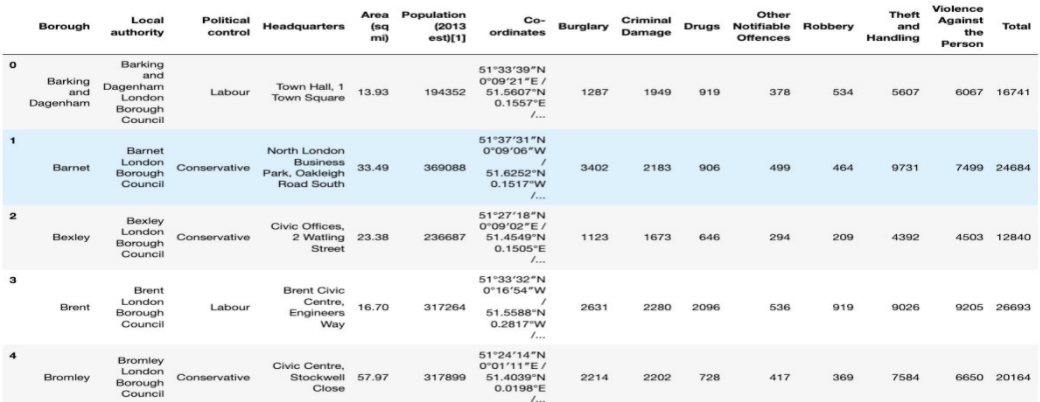 Borough Local authority Political control Headquarters Area (sq mi) Population (2013 est)[1] Co-ordinates Burglary Criminal Damage Drugs Other Notifiable Offences Robbery Theft and Handling Violence Against the Person Total
0 Barking and Dagenham Barking and Dagenham London Borough Council Labour Town Hall, 1 Town Square 13.93 194352 51°33′39″N 0°09′21″E / 51.5607°N 0.1557°E /... 1287 1949 919 378 534 5607 6067 16741
1 Barnet Barnet London Borough Council Conservative North London Business Park, Oakleigh Road South 33.49 369088 51°37′31″N 0°09′06″W / 51.6252°N 0.1517°W /... 3402 2183 906 499 464 9731 7499 24684
2 Bexley Bexley London Borough Council Conservative Civic Offices, 2 Watling Street 23.38 236687 51°27′18″N 0°09′02″E / 51.4549°N 0.1505°E /... 1123 1673 646 294 209 4392 4503 12840
3 Brent Brent London Borough Council Labour Brent Civic Centre, Engineers Way 16.70 317264 51°33′32″N 0°16′54″W / 51.5588°N 0.2817°W /... 2631 2280 2096 536 919 9026 9205 26693
4 Bromley Bromley London Borough Council Conservative Civic Centre, Stockwell Close 57.97 317899 51°24′14″N 0°01′11″E / 51.4039°N 0.0198°E /... 2214 2202 728 417 369 7584 6650 20164